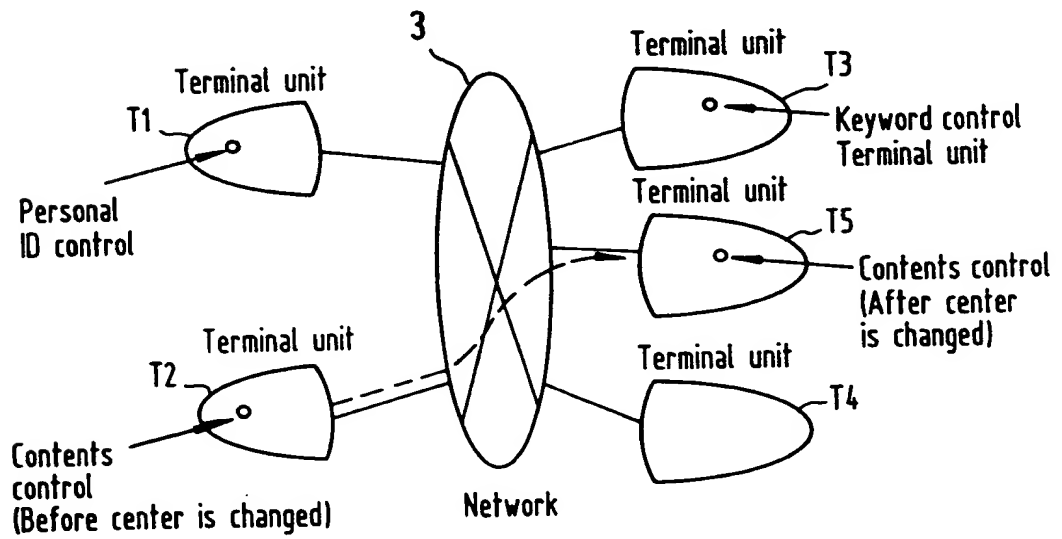 3
Terminal unit
T1
Personal
ID control
Terminal unit
T3
Keyword control
Terminal unit
Terminal unit
T5
Contents control
(After center
is changed)
Terminal unit
T2
Contents
control
(Before center is changed)
Terminal unit
T4
Network